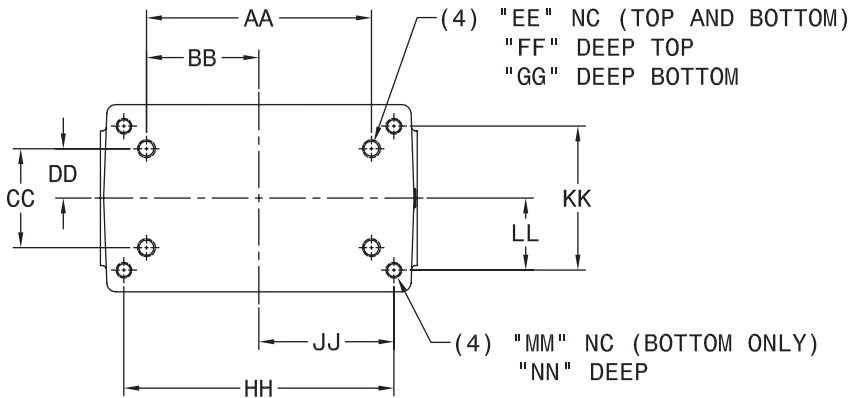 AA
(4) "EE" NC (TOP AND BOTTOM)
"FF" DEEP TOP
"GG" DEEP BOTTOM
BB
DD
CC
KK
LL
JJ
(4) "MM" NC (BOTTOM ONLY)
"NN" DEEP
HH